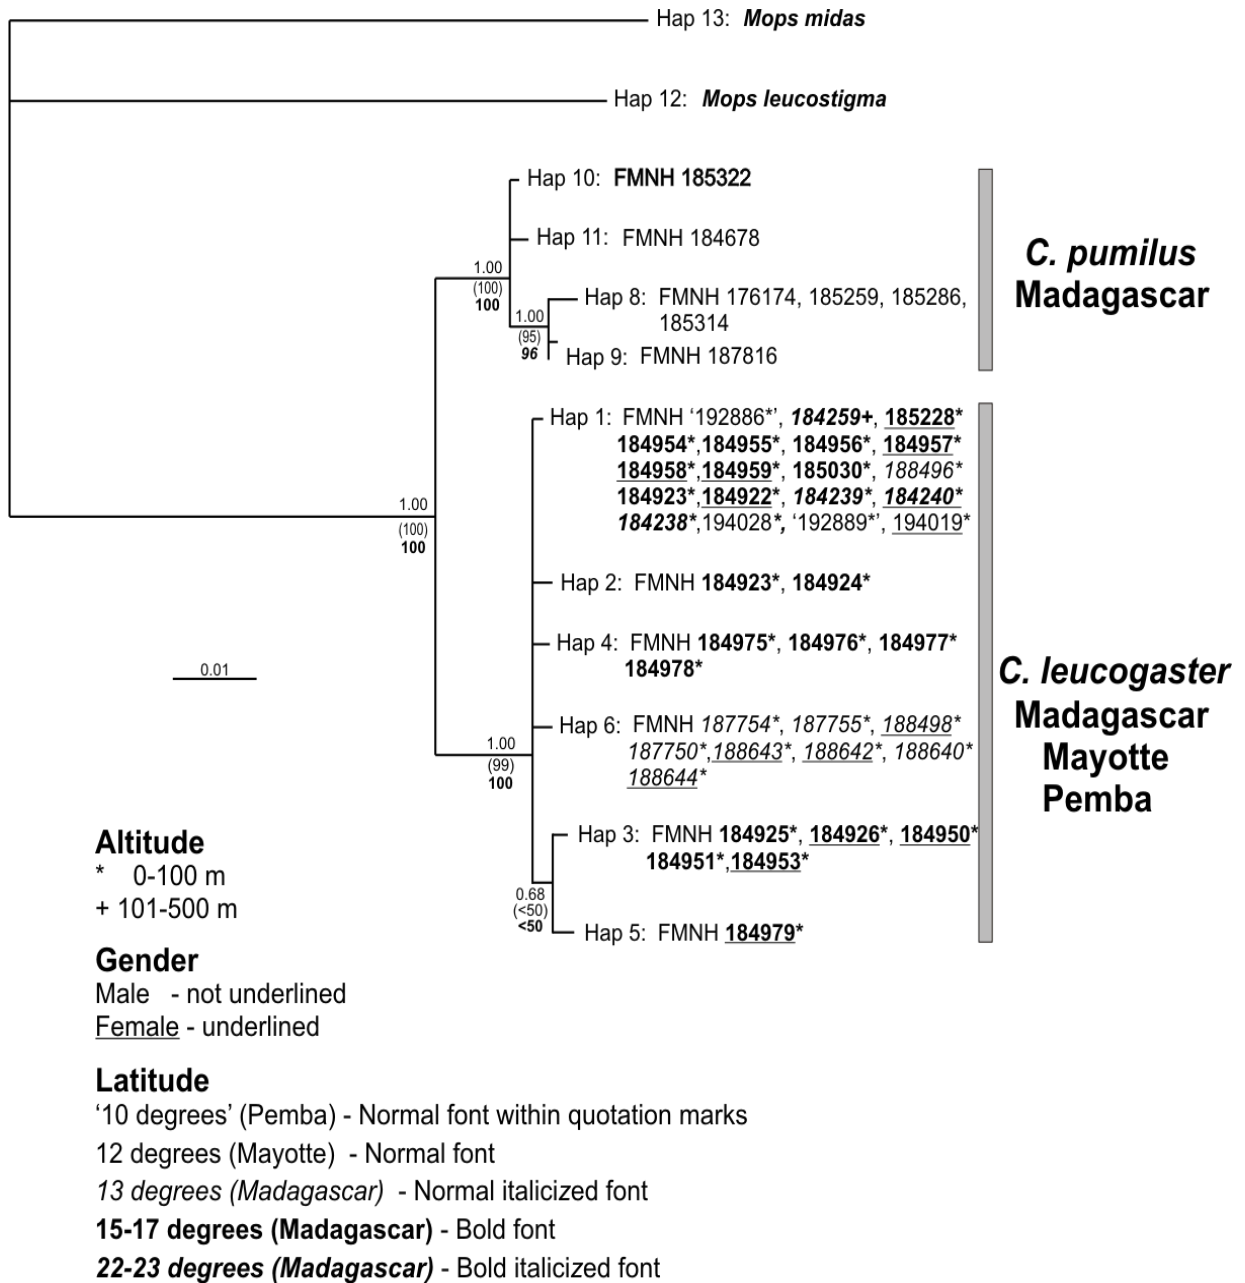 Hap 13: Mops midas
Hap 12: Mops leucostigma
Hap 10: FMNH 185322
Hap 11: FMNH 184678
1.00
(100)
100
Hap 8: FMNH 176174, 185259, 185286,
185314
1.00
(95)
96
Hap 9: FMNH 187816
C. pumilus
Madagascar
Hap 1: FMNH ‘192886*’, 184259+, 185228*
184954*,184955*, 184956*, 184957*
184958*,184959*, 185030*, 188496*
184923*,184922*, 184239*, 184240*
184238*,194028*, ‘192889*’, 194019*
1.00
(100)
100
Hap 2: FMNH 184923*, 184924*
Hap 4: FMNH 184975*, 184976*, 184977*
184978*
0.01
Hap 6: FMNH 187754*, 187755*, 188498*
187750*,188643*, 188642*, 188640*
188644*
1.00
(99)
100
C. leucogaster
Madagascar
Mayotte
Pemba
Hap 3: FMNH 184925*, 184926*, 184950*
184951*,184953*
0.68
(<50)
<50
Hap 5: FMNH 184979*
Altitude
* 0-100 m
+ 101-500 m
Gender
Male - not underlined
Female - underlined
Latitude
‘10 degrees’ (Pemba) - Normal font within quotation marks
12 degrees (Mayotte) - Normal font
13 degrees (Madagascar) - Normal italicized font
15-17 degrees (Madagascar) - Bold font
22-23 degrees (Madagascar) - Bold italicized font